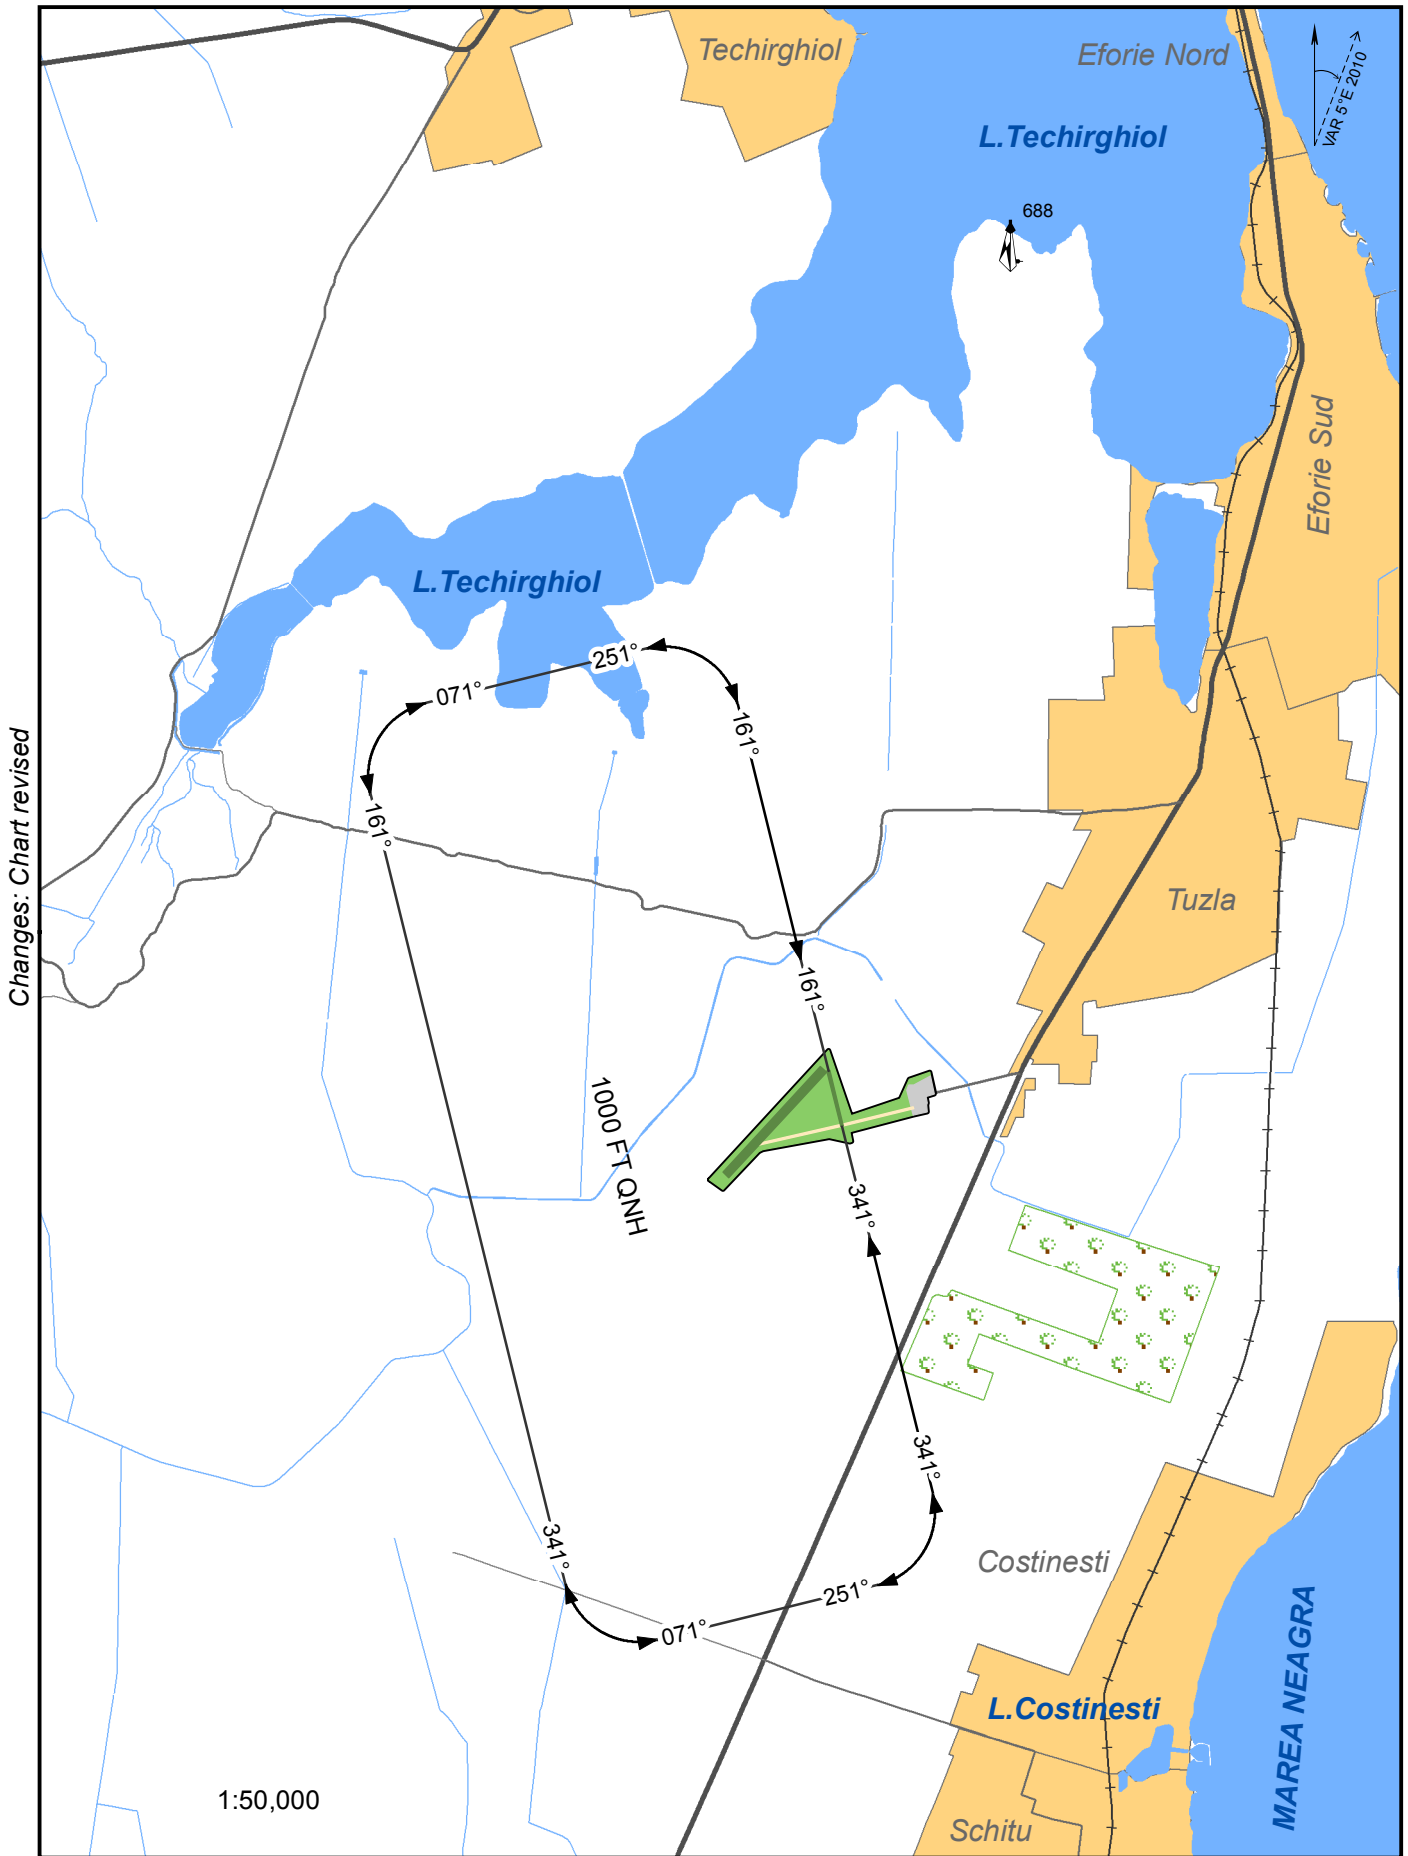 Techirghiol
Eforie Nord
VAR 5°E 2010
L.Techirghiol
688
Eforie Sud
L.Techirghiol
251°
071°
161°
161°
Changes: Chart revised
Tuzla
161°
1000 FT QNH
341°
341°
341°
Costinesti
251°
071°
MAREA NEAGRA
L.Costinesti
1:50,000
Schitu